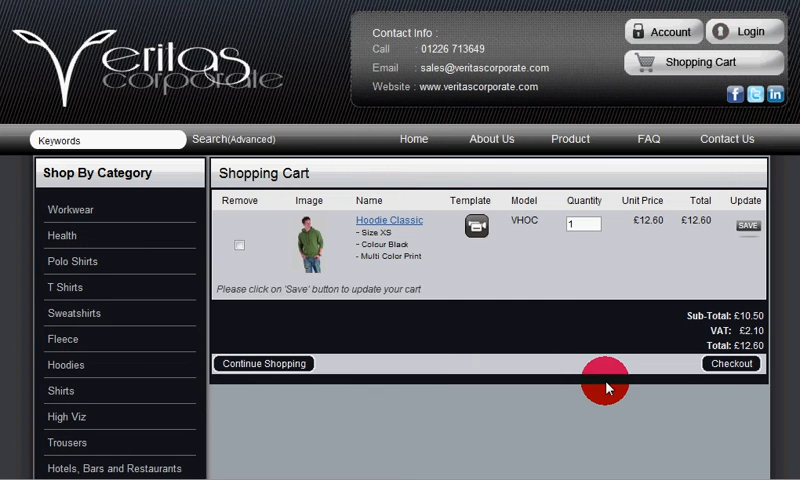 Veritas
corporate
Contact Info :
Call : 01226 713649
Email : sales@veritascorporate.com
Website : www.veritascorporate.com
Account
Login
Shopping Cart
Keywords
Search(Advanced)
Home
About Us
Product
FAQ
Contact Us
Shop By Category
Workwear
Health
Polo Shirts
T Shirts
Sweatshirts
Fleece
Hoodies
Shirts
High Viz
Trousers
Hotels, Bars and Restaurants
Shopping Cart
Remove Image Name Template Model Quantity Unit Price Total Update
Hoodie Classic VHOC 1 £12.60 £12.60 SAVE
- Size XS
- Colour Black
- Multi Color Print
Please click on 'Save' button to update your cart
Sub-Total: £10.50
VAT: £2.10
Total: £12.60
Continue Shopping
Checkout